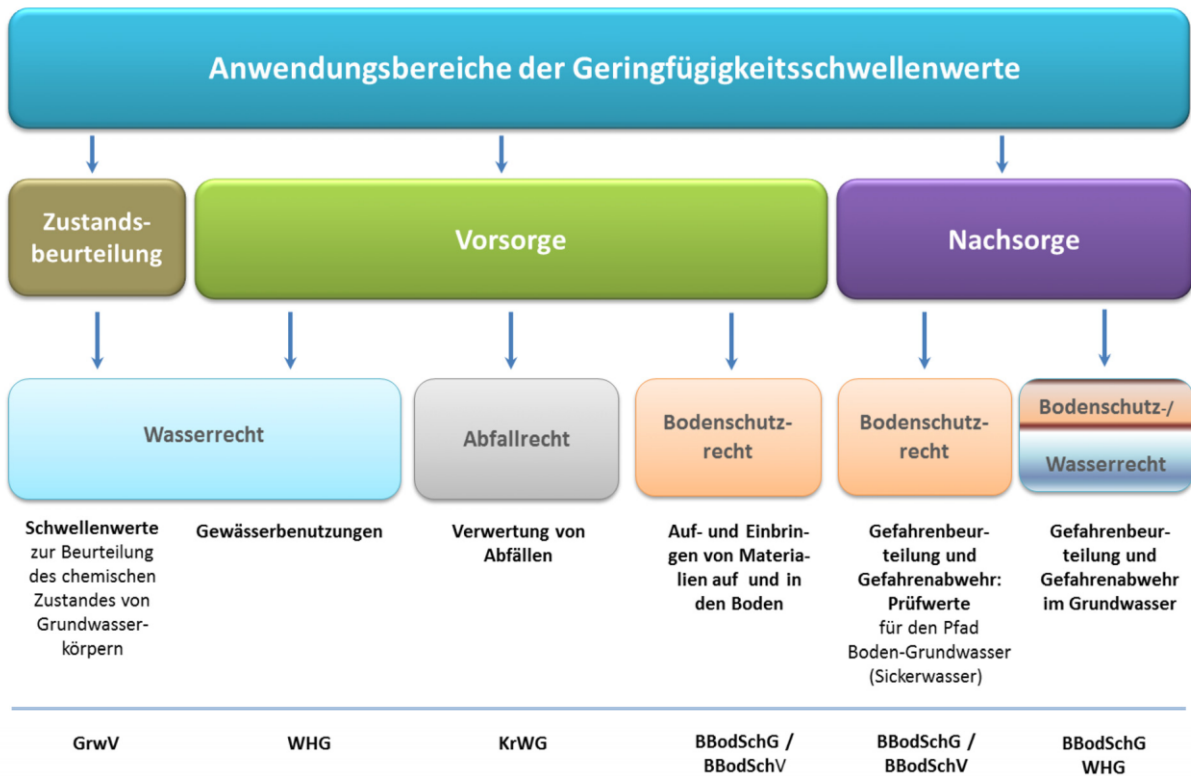 Anwendungsbereiche der Geringfügigkeitsschwellenwerte
Zustands-
beurteilung
Vorsorge
Nachsorge
Wasserrecht
Abfallrecht
Bodenschutz-
recht
Bodenschutz-
recht
Bodenschutz-/
Wasserrecht
Schwellenwerte
zur Beurteilung
des chemischen
Zustandes von
Grundwasser-
körpern
Gewässerbenutzungen
Verwertung von
Abfällen
Auf- und Einbrin-
gen von Materia-
lien auf und in
den Boden
Gefahrenbeur-
teilung und
Gefahrenabwehr:
Prüfwerte
für den Pfad
Boden-Grundwasser
(Sickerwasser)
Gefahrenbeur-
teilung und
Gefahrenabwehr
im Grundwasser
GrwV
WHG
KrWG
BBodSchG /
BBodSchV
BBodSchG /
BBodSchV
BBodSchG
WHG